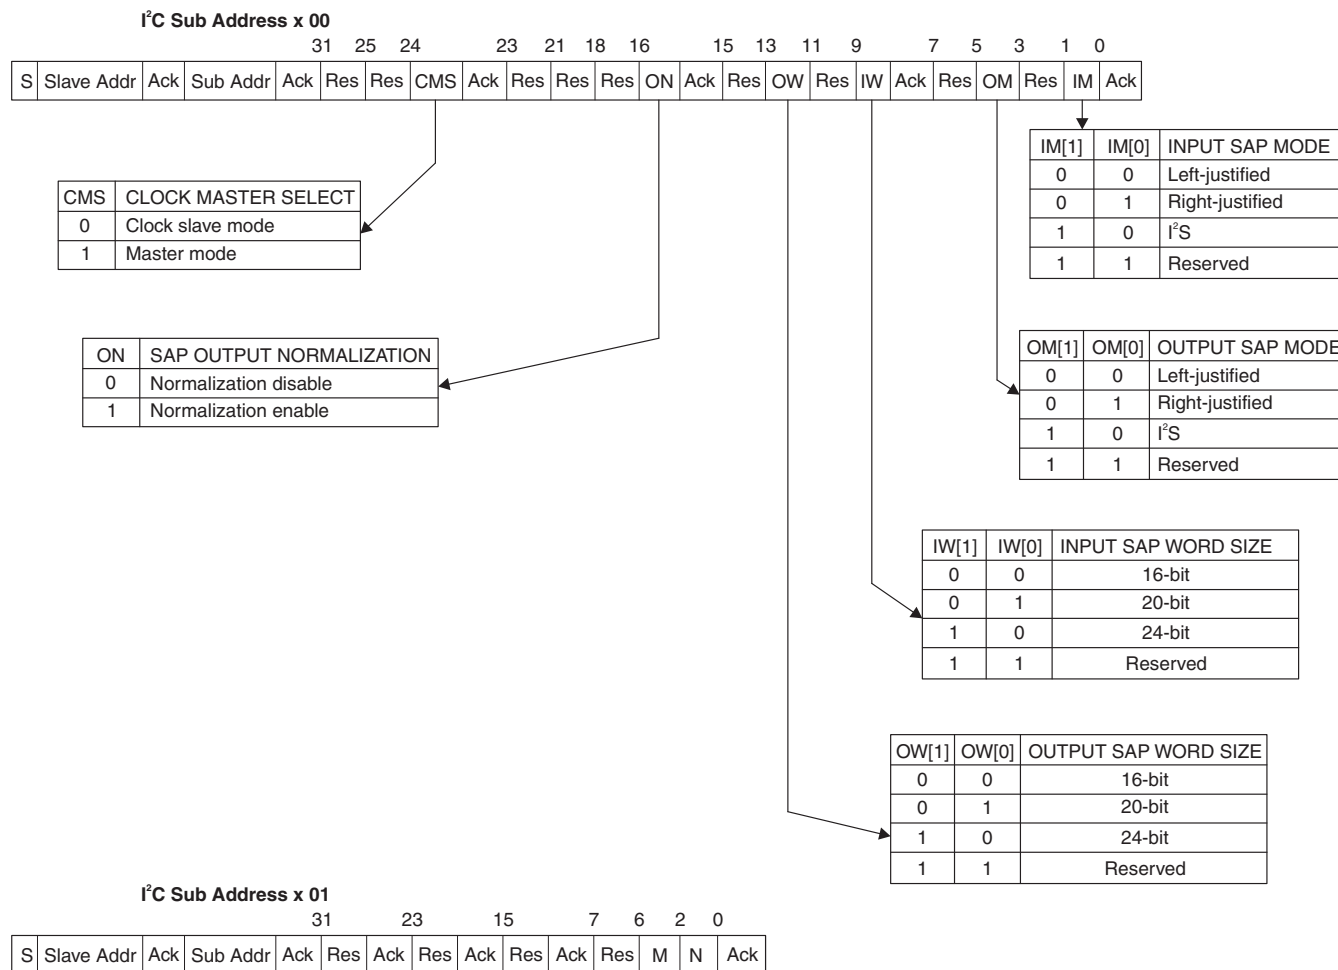 I²C Sub Address x 00
31 25 24 23 21 18 16 15 13 11 9 7 5 3 1 0
S Slave Addr Ack Sub Addr Ack Res Res CMS Ack Res Res Res ON Ack Res OW Res IW Ack Res OM Res IM Ack
IM[1] IM[0] INPUT SAP MODE
0 0 Left-justified
0 1 Right-justified
1 0 I²S
1 1 Reserved
CMS CLOCK MASTER SELECT
0 Clock slave mode
1 Master mode
ON SAP OUTPUT NORMALIZATION
0 Normalization disable
1 Normalization enable
OM[1] OM[0] OUTPUT SAP MODE
0 0 Left-justified
0 1 Right-justified
1 0 I²S
1 1 Reserved
IW[1] IW[0] INPUT SAP WORD SIZE
0 0 16-bit
0 1 20-bit
1 0 24-bit
1 1 Reserved
OW[1] OW[0] OUTPUT SAP WORD SIZE
0 0 16-bit
0 1 20-bit
1 0 24-bit
1 1 Reserved
I²C Sub Address x 01
31 23 15 7 6 2 0
S Slave Addr Ack Sub Addr Ack Res Ack Res Ack Res Ack Res M N Ack